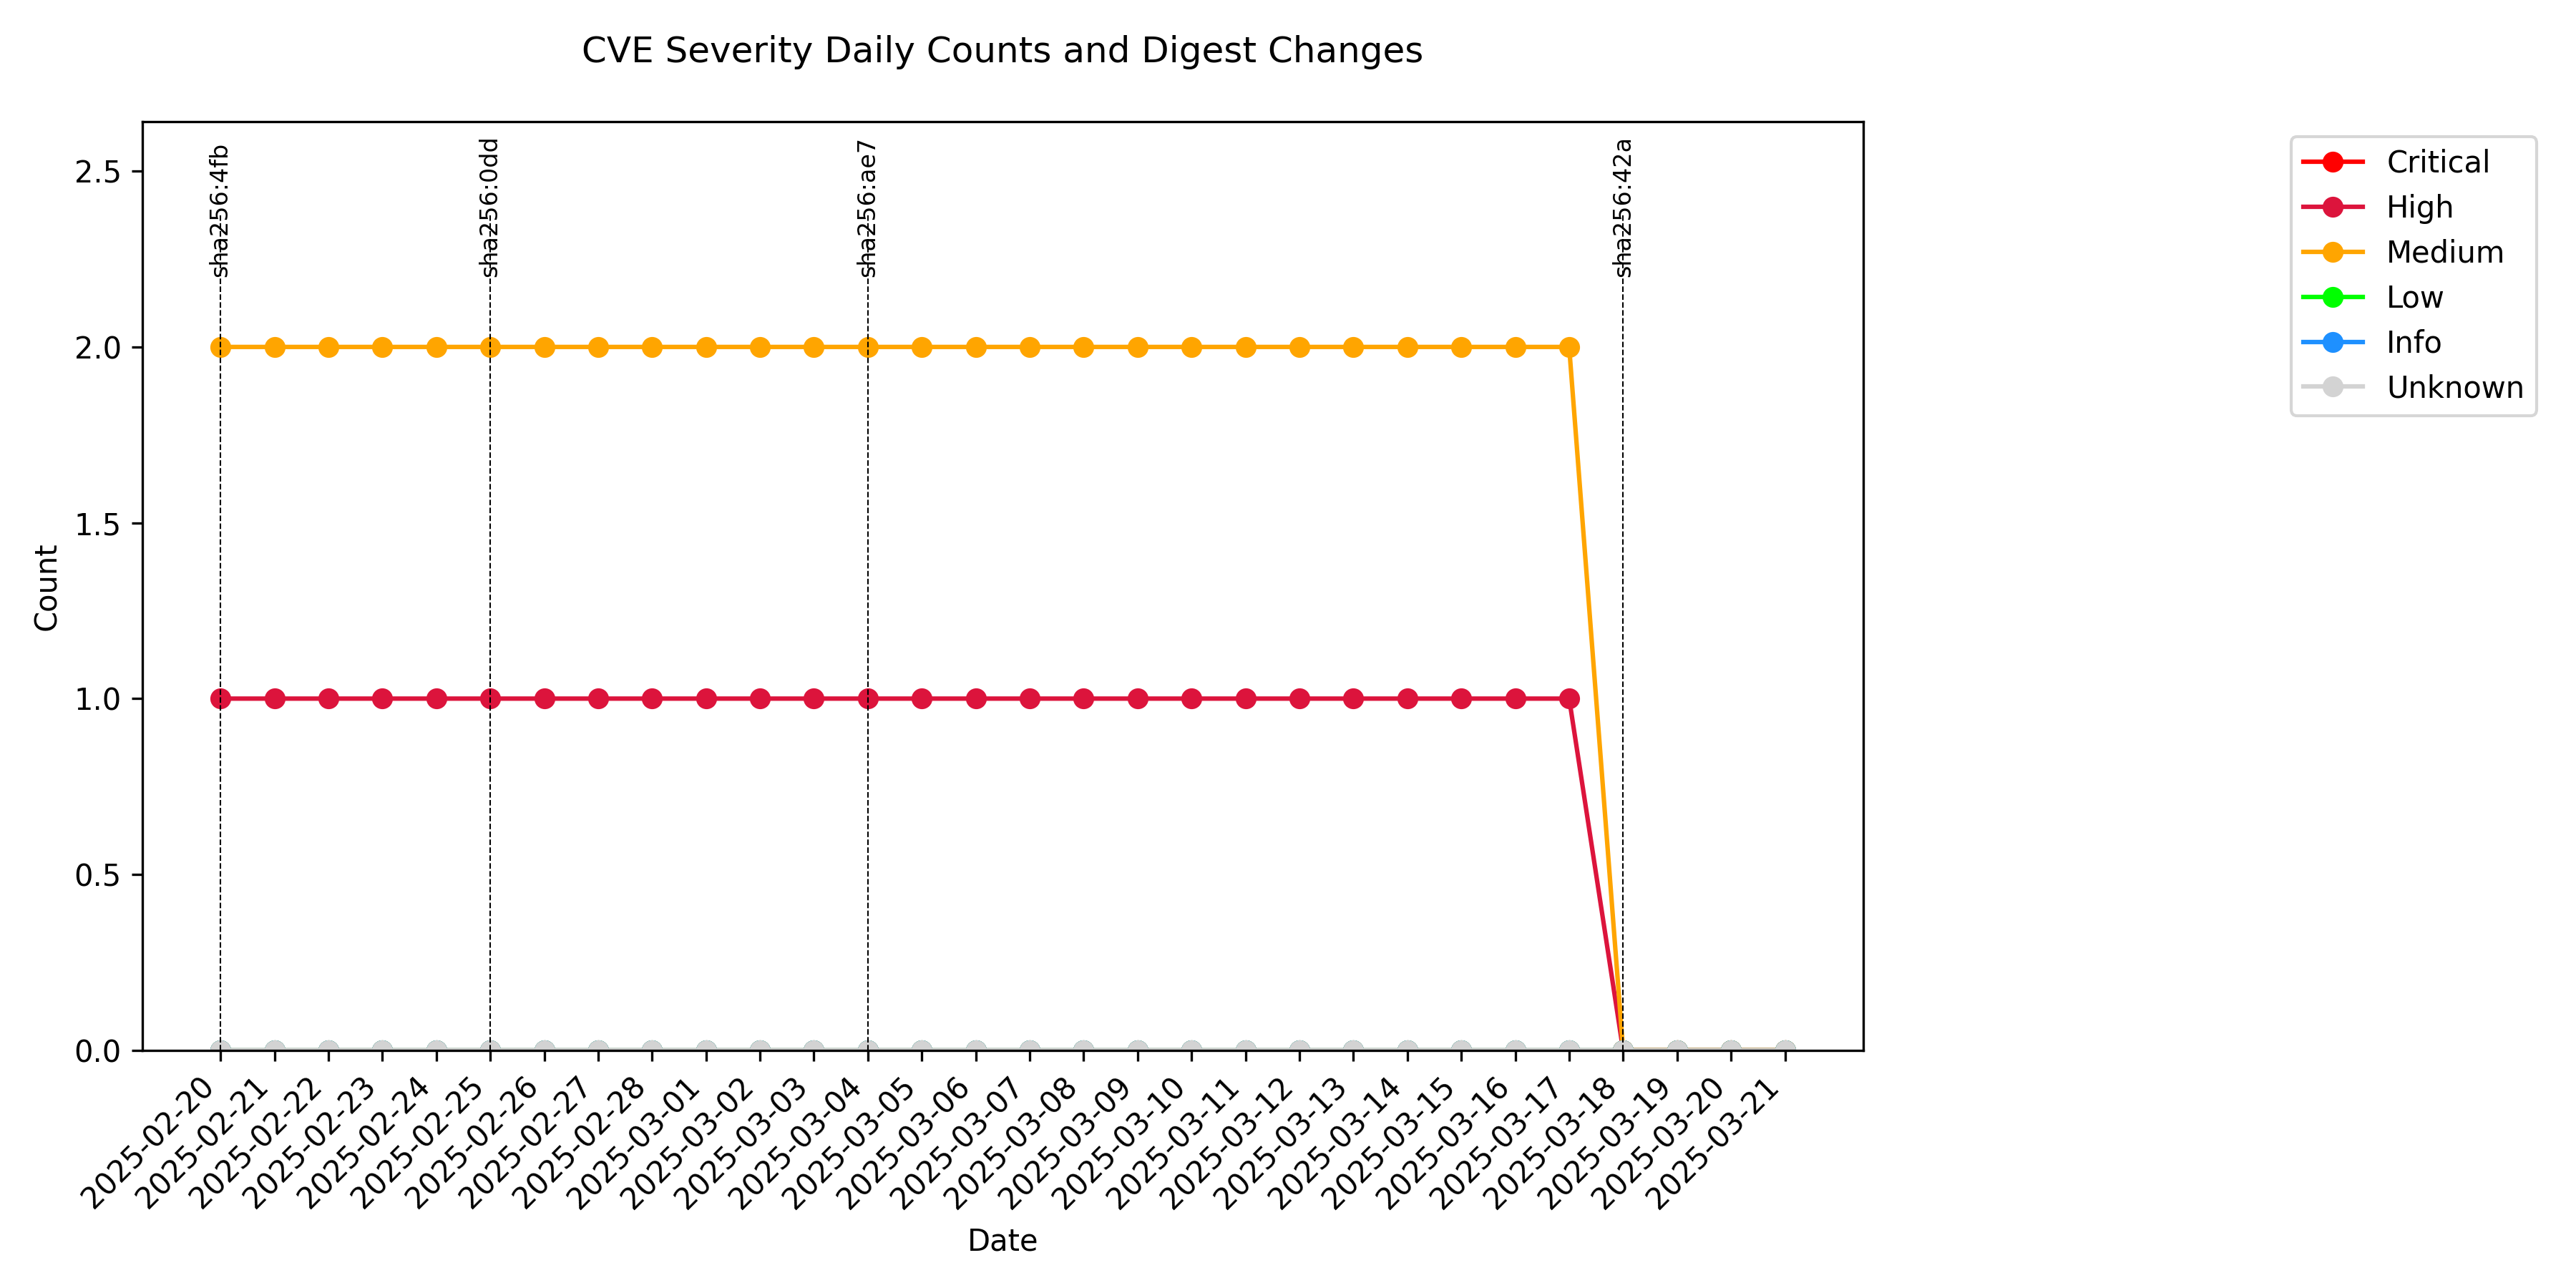 CVE Severity Daily Counts and Digest Changes
sha256:4fb
sha256:0dd
sha256:ae7
sha256:42a
Critical
High
Medium
Low
Info
Unknown
2.5
2.0
1.5
1.0
0.5
0.0
Count
2025-02-20
2025-02-21
2025-02-22
2025-02-23
2025-02-24
2025-02-25
2025-02-26
2025-02-27
2025-02-28
2025-03-01
2025-03-02
2025-03-03
2025-03-04
2025-03-05
2025-03-06
2025-03-07
2025-03-08
2025-03-09
2025-03-10
2025-03-11
2025-03-12
2025-03-13
2025-03-14
2025-03-15
2025-03-16
2025-03-17
2025-03-18
2025-03-19
2025-03-20
2025-03-21
Date